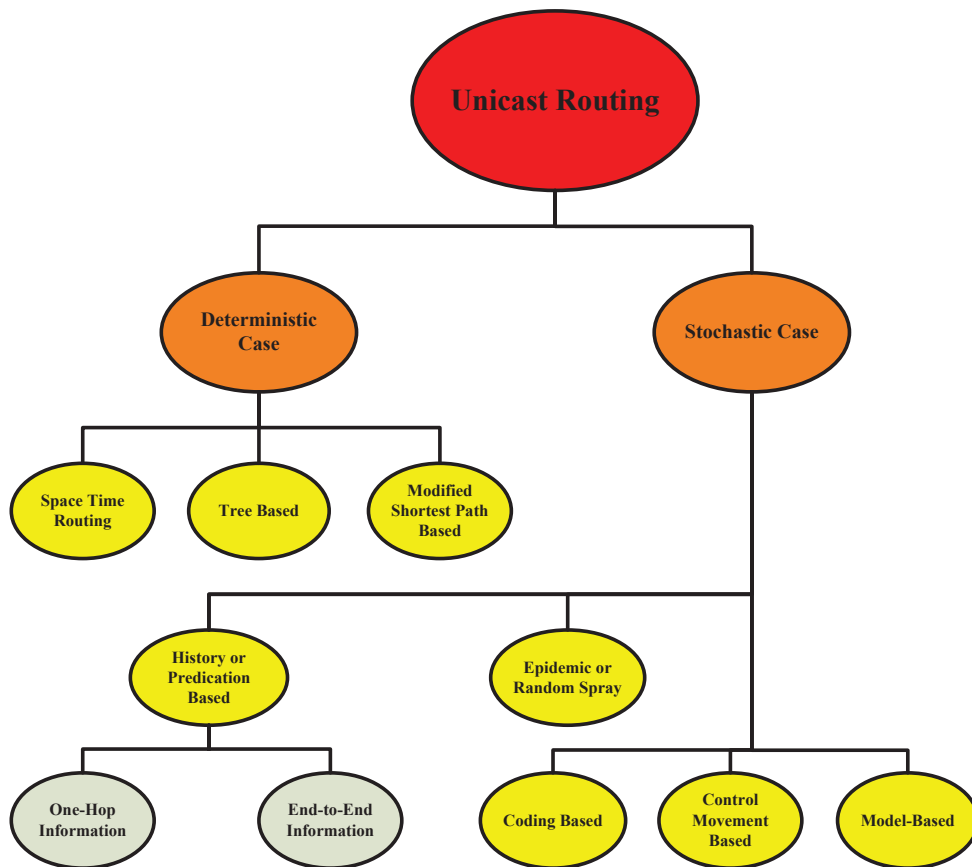 Unicast Routing
Deterministic
Case
Stochastic Case
Space Time
Routing
Tree Based
Modified
Shortest Path
Based
History or
Predication
Based
Epidemic or
Random Spray
One-Hop
Information
End-to-End
Information
Coding Based
Control
Movement
Based
Model-Based